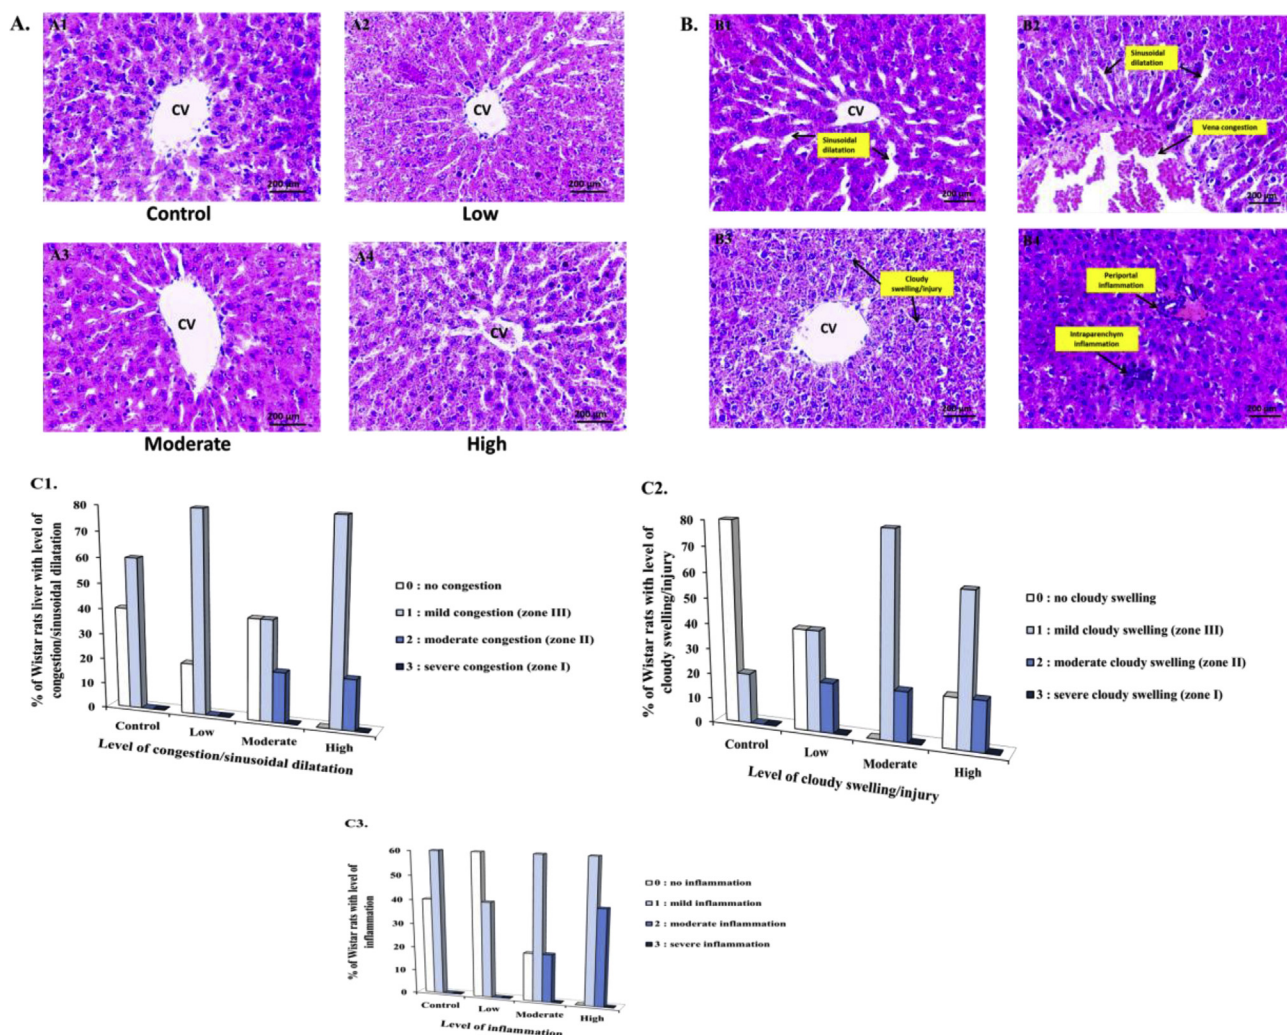 A.
A1
CV
200 μm
Control
A2
CV
200 μm
Low
A3
CV
200 μm
Moderate
A4
CV
200 μm
High
B.
B1
CV
Sinusoidal
dilatation
200 μm
B2
Sinusoidal
dilatation
Vena congestion
200 μm
B3
Cloudy
swelling/injury
CV
200 μm
B4
Periportal
inflammation
Intraparenchym
inflammation
200 μm
C1.
% of Wistar rats liver with level of
congestion/sinusoidal dilatation
80
70
60
50
40
30
20
10
0
Control
Low
Moderate
High
Level of congestion/sinusoidal dilatation
0 : no congestion
1 : mild congestion (zone III)
2 : moderate congestion (zone II)
3 : severe congestion (zone I)
C2.
% of Wistar rats with level of
cloudy swelling/injury
80
70
60
50
40
30
20
10
0
Control
Low
Moderate
High
Level of cloudy swelling/injury
0 : no cloudy swelling
1 : mild cloudy swelling (zone III)
2 : moderate cloudy swelling (zone II)
3 : severe cloudy swelling (zone I)
C3.
% of Wistar rats with level of
inflammation
60
50
40
30
20
10
0
Control
Low
Moderate
High
Level of inflammation
0 : no inflammation
1 : mild inflammation
2 : moderate inflammation
3 : severe inflammation